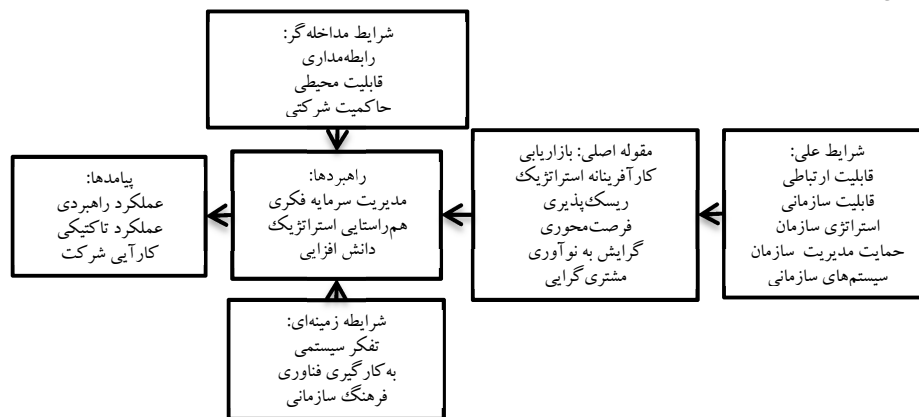 شرایط مداخله‌گر:
رابطه‌مداری
قابلیت محیطی
حاکمیت شرکتی
شرایط علی:
قابلیت ارتباطی
قابلیت سازمانی
استراتژی سازمان
حمایت مدیریت سازمان
سیستم‌های سازمانی
مقوله اصلی: بازاریابی
کارآفرینانه استراتژیک
ریسک‌پذیری
فرصت‌محوری
گرایش به نوآوری
مشتری‌گرایی
راهبردها:
مدیریت سرمایه فکری
هم‌راستایی استراتژیک
دانش افزایی
پیامدها:
عملکرد راهبردی
عملکرد تاکتیکی
کارآیی شرکت
شرایطه زمینه‌ای:
تفکر سیستمی
به‌کارگیری فناوری
فرهنگ سازمانی